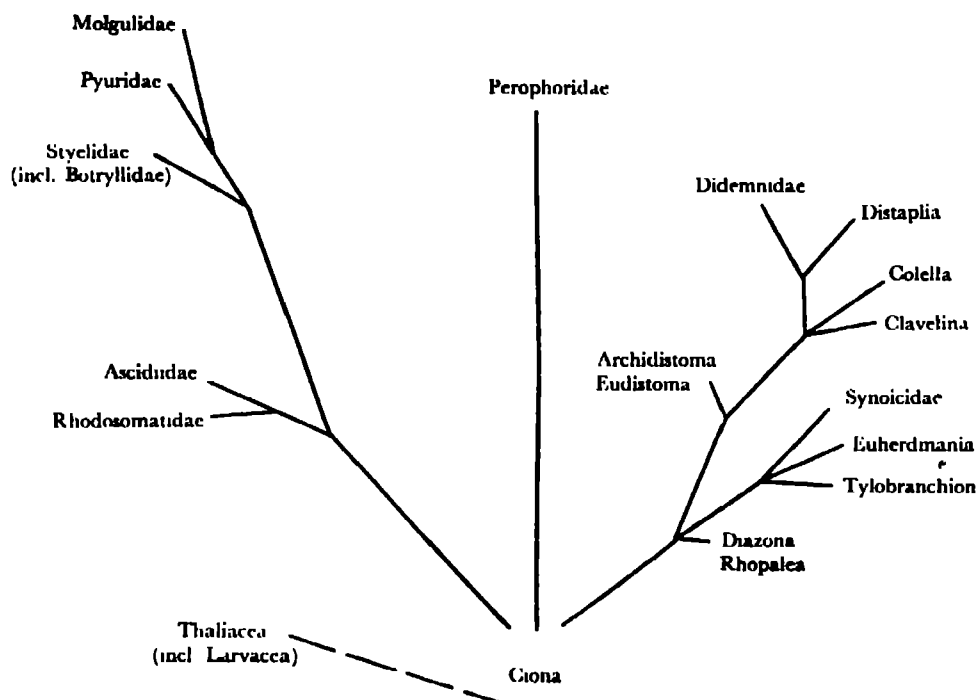 Molgulidae
Pyuridae
Perophoridae
Styelidae
(incl. Botryllidae)
Didemnidae
Distaplia
Colella
Clavelina
Archidistoma
Eudistoma
Ascidiidae
Rhodosomatidae
Synoicidae
Euherdmania
Tylobranchion
Diazona
Rhopalea
Thaliacea
(incl Larvacea)
Ciona